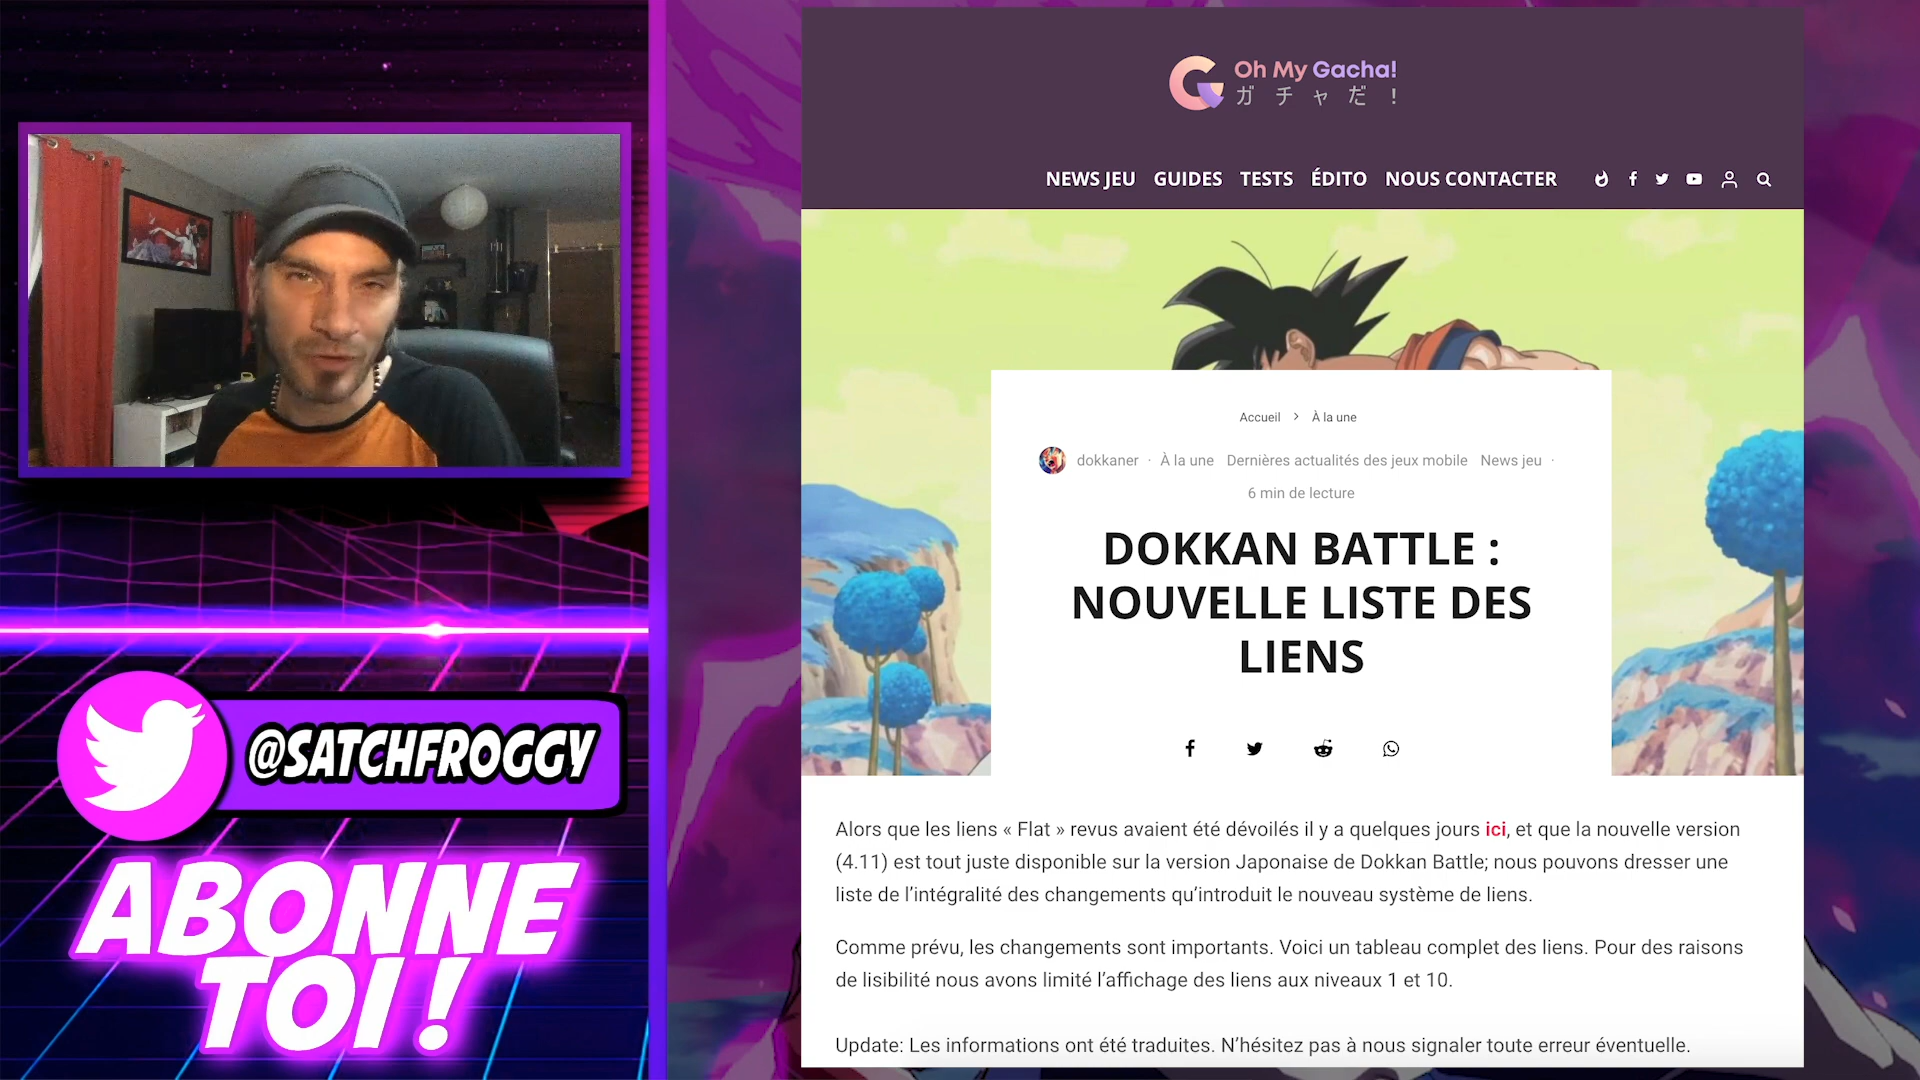 @SATCHFROGGY
ABONNE
TOI !
Oh My Gacha!
ガチャだ!
NEWS JEU GUIDES TESTS ÉDITO NOUS CONTACTER
Accueil > À la une
dokkaner · À la une Dernières actualités des jeux mobile News jeu ·
6 min de lecture
DOKKAN BATTLE :
NOUVELLE LISTE DES
LIENS
Alors que les liens « Flat » revus avaient été dévoilés il y a quelques jours ici, et que la nouvelle version
(4.11) est tout juste disponible sur la version Japonaise de Dokkan Battle; nous pouvons dresser une
liste de l’intégralité des changements qu’introduit le nouveau système de liens.
Comme prévu, les changements sont importants. Voici un tableau complet des liens. Pour des raisons
de lisibilité nous avons limité l’affichage des liens aux niveaux 1 et 10.
Update: Les informations ont été traduites. N’hésitez pas à nous signaler toute erreur éventuelle.